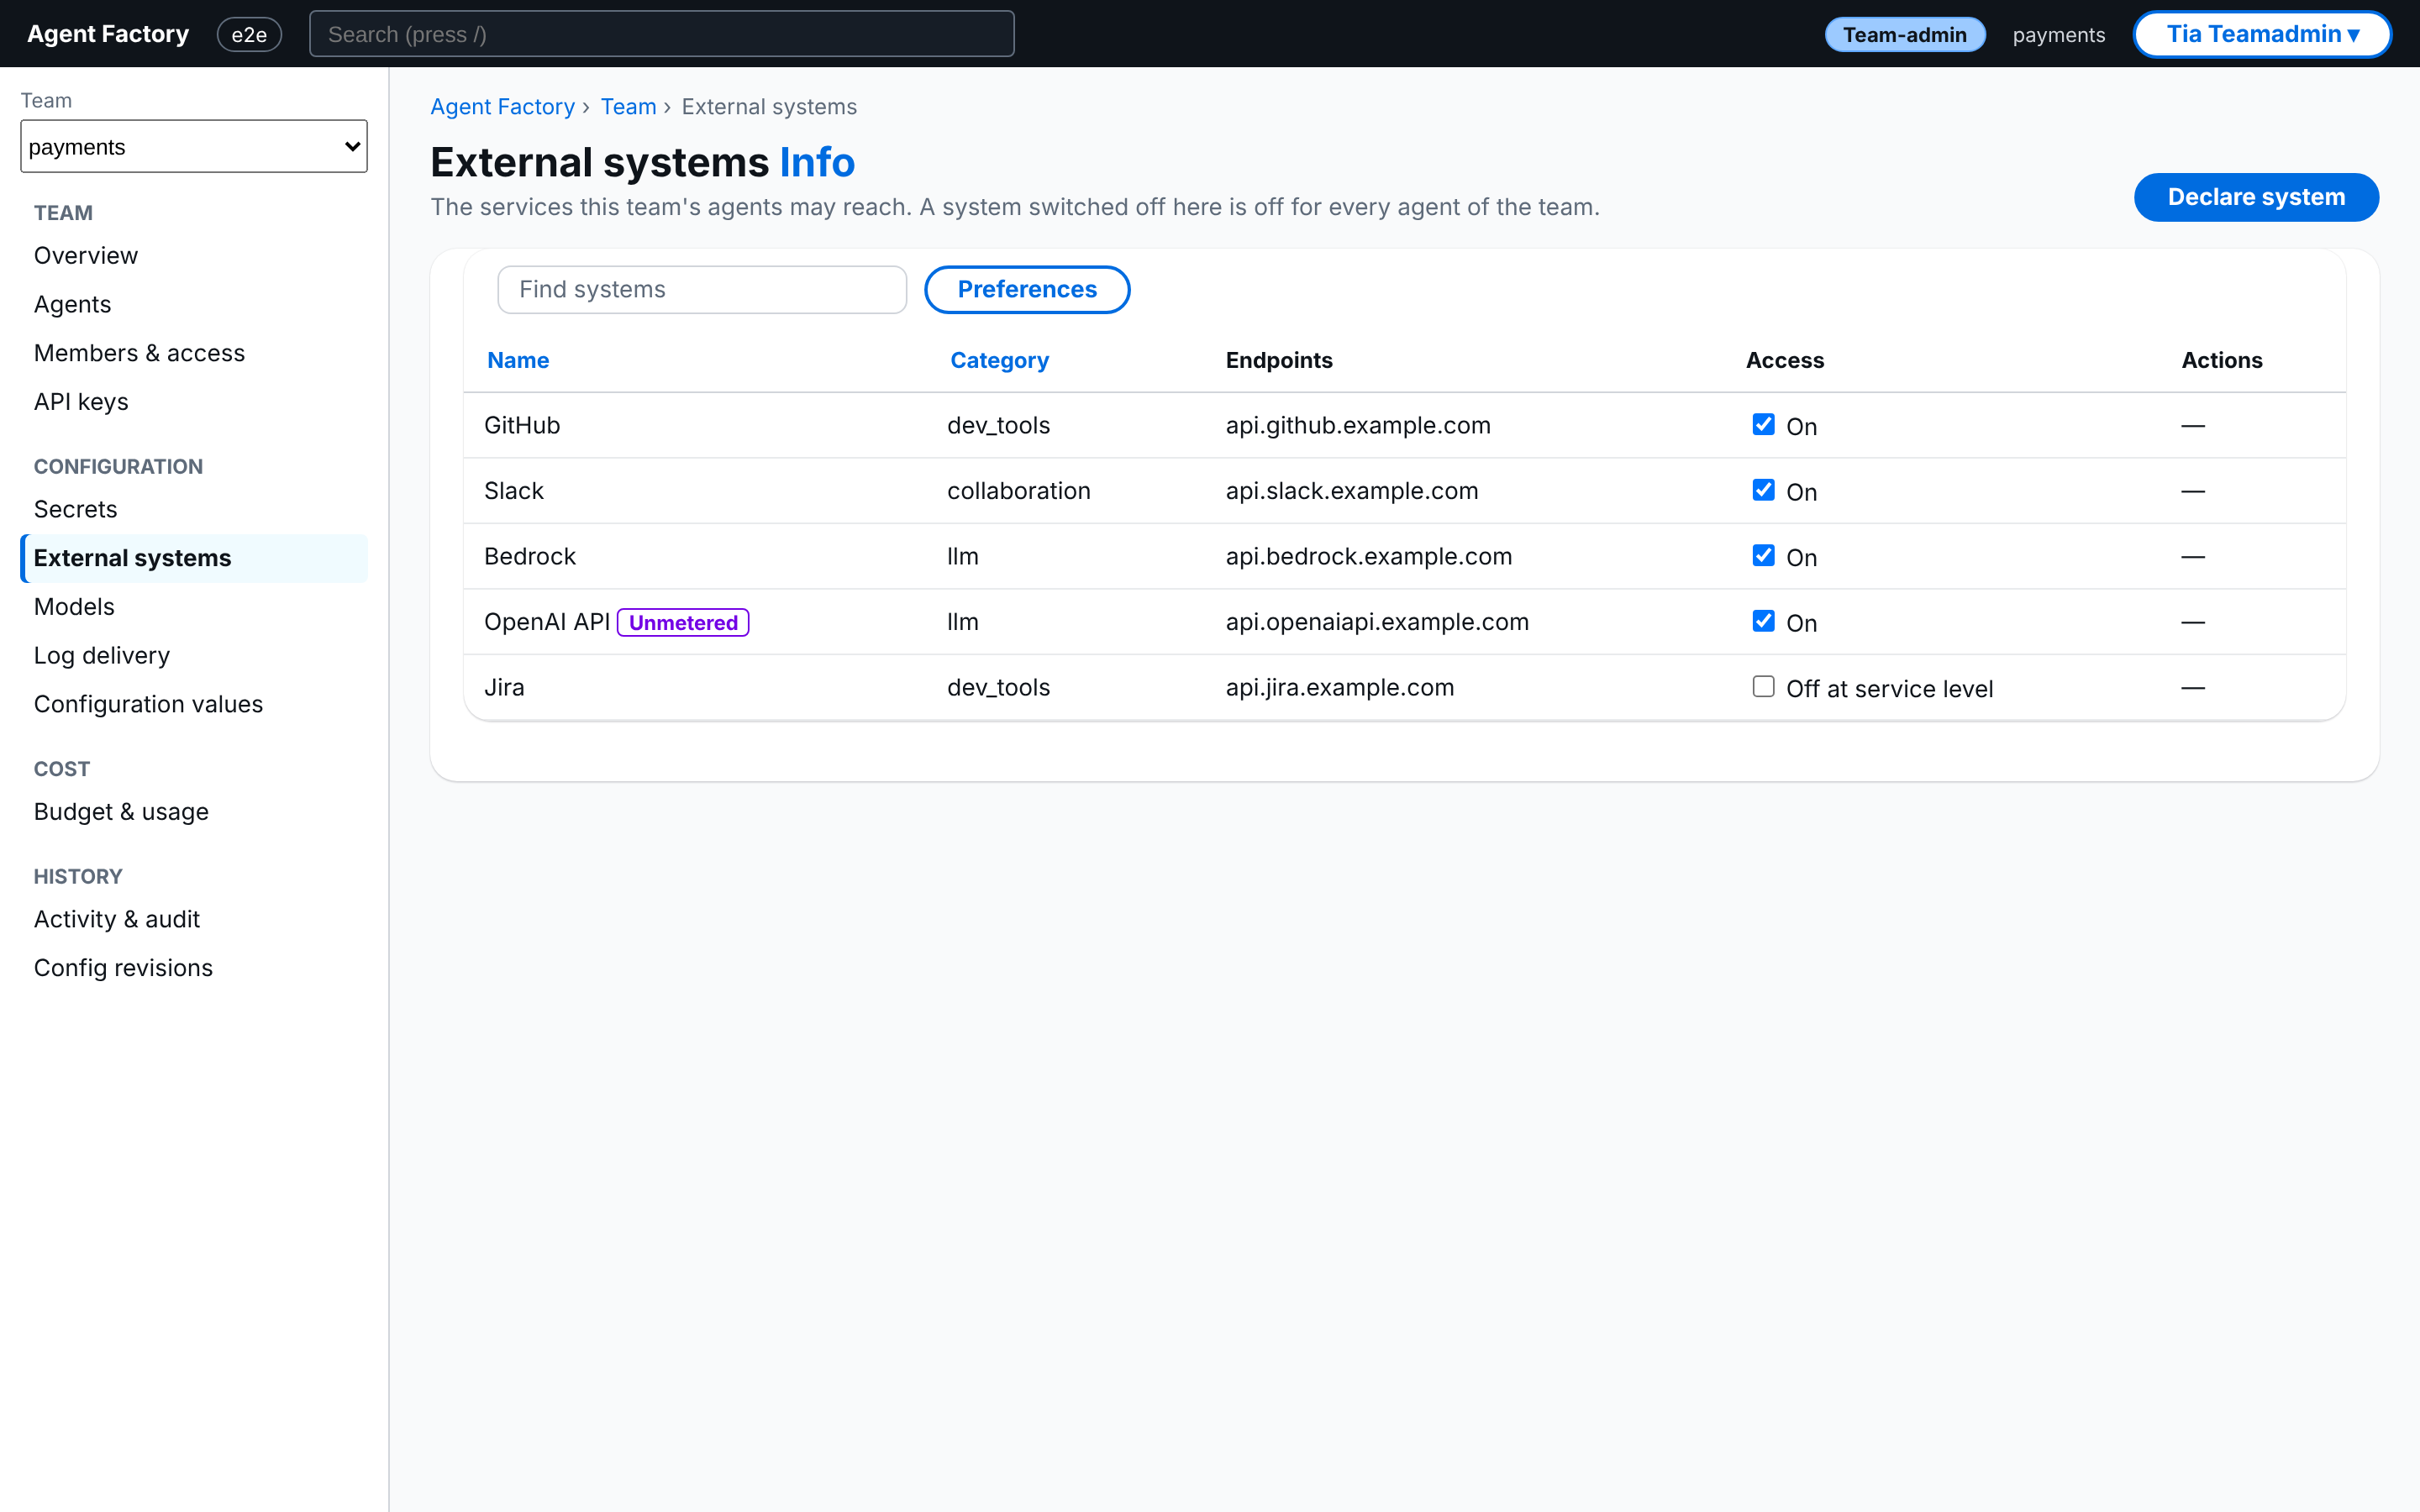 Agent Factory e2e Search (press /) Team-admin payments Tia Teamadmin ▾
Team
payments
TEAM
Overview
Agents
Members & access
API keys
CONFIGURATION
Secrets
External systems
Models
Log delivery
Configuration values
COST
Budget & usage
HISTORY
Activity & audit
Config revisions
Agent Factory › Team › External systems
External systems Info
The services this team's agents may reach. A system switched off here is off for every agent of the team.
Declare system
Find systems Preferences
Name Category Endpoints Access Actions
GitHub dev_tools api.github.example.com On —
Slack collaboration api.slack.example.com On —
Bedrock llm api.bedrock.example.com On —
OpenAI API Unmetered llm api.openaiapi.example.com On —
Jira dev_tools api.jira.example.com Off at service level —